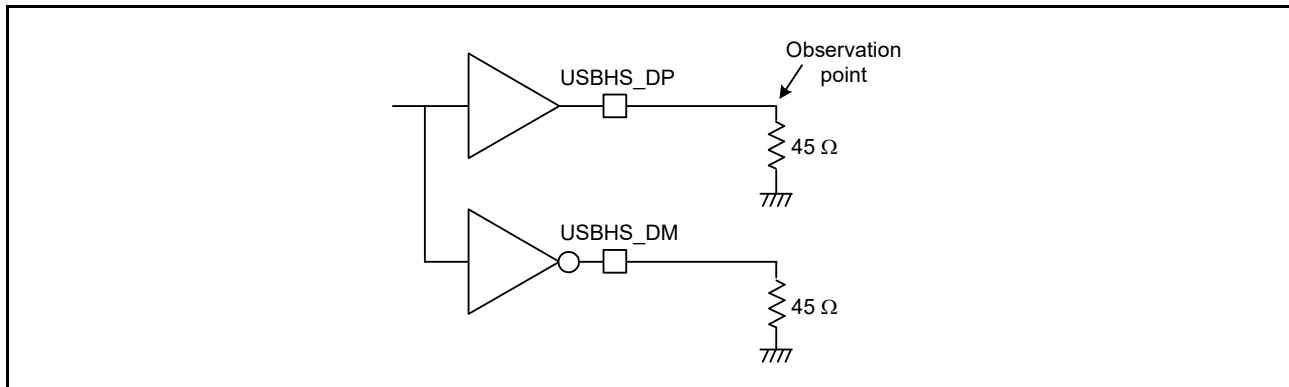 Observation
point
USBHS_DP
45 Ω
USBHS_DM
45 Ω